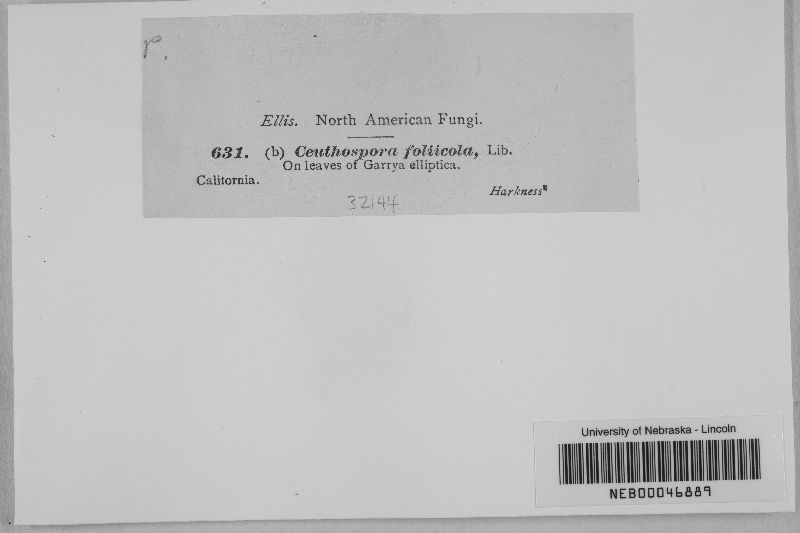 r.
Ellis. North American Fungi.
631. (b) Ceuthospora foliicola, Lib.
On leaves of Garrya elliptica.
Calitornia.
Harkness
32144
University of Nebraska - Lincoln
NEB00046889